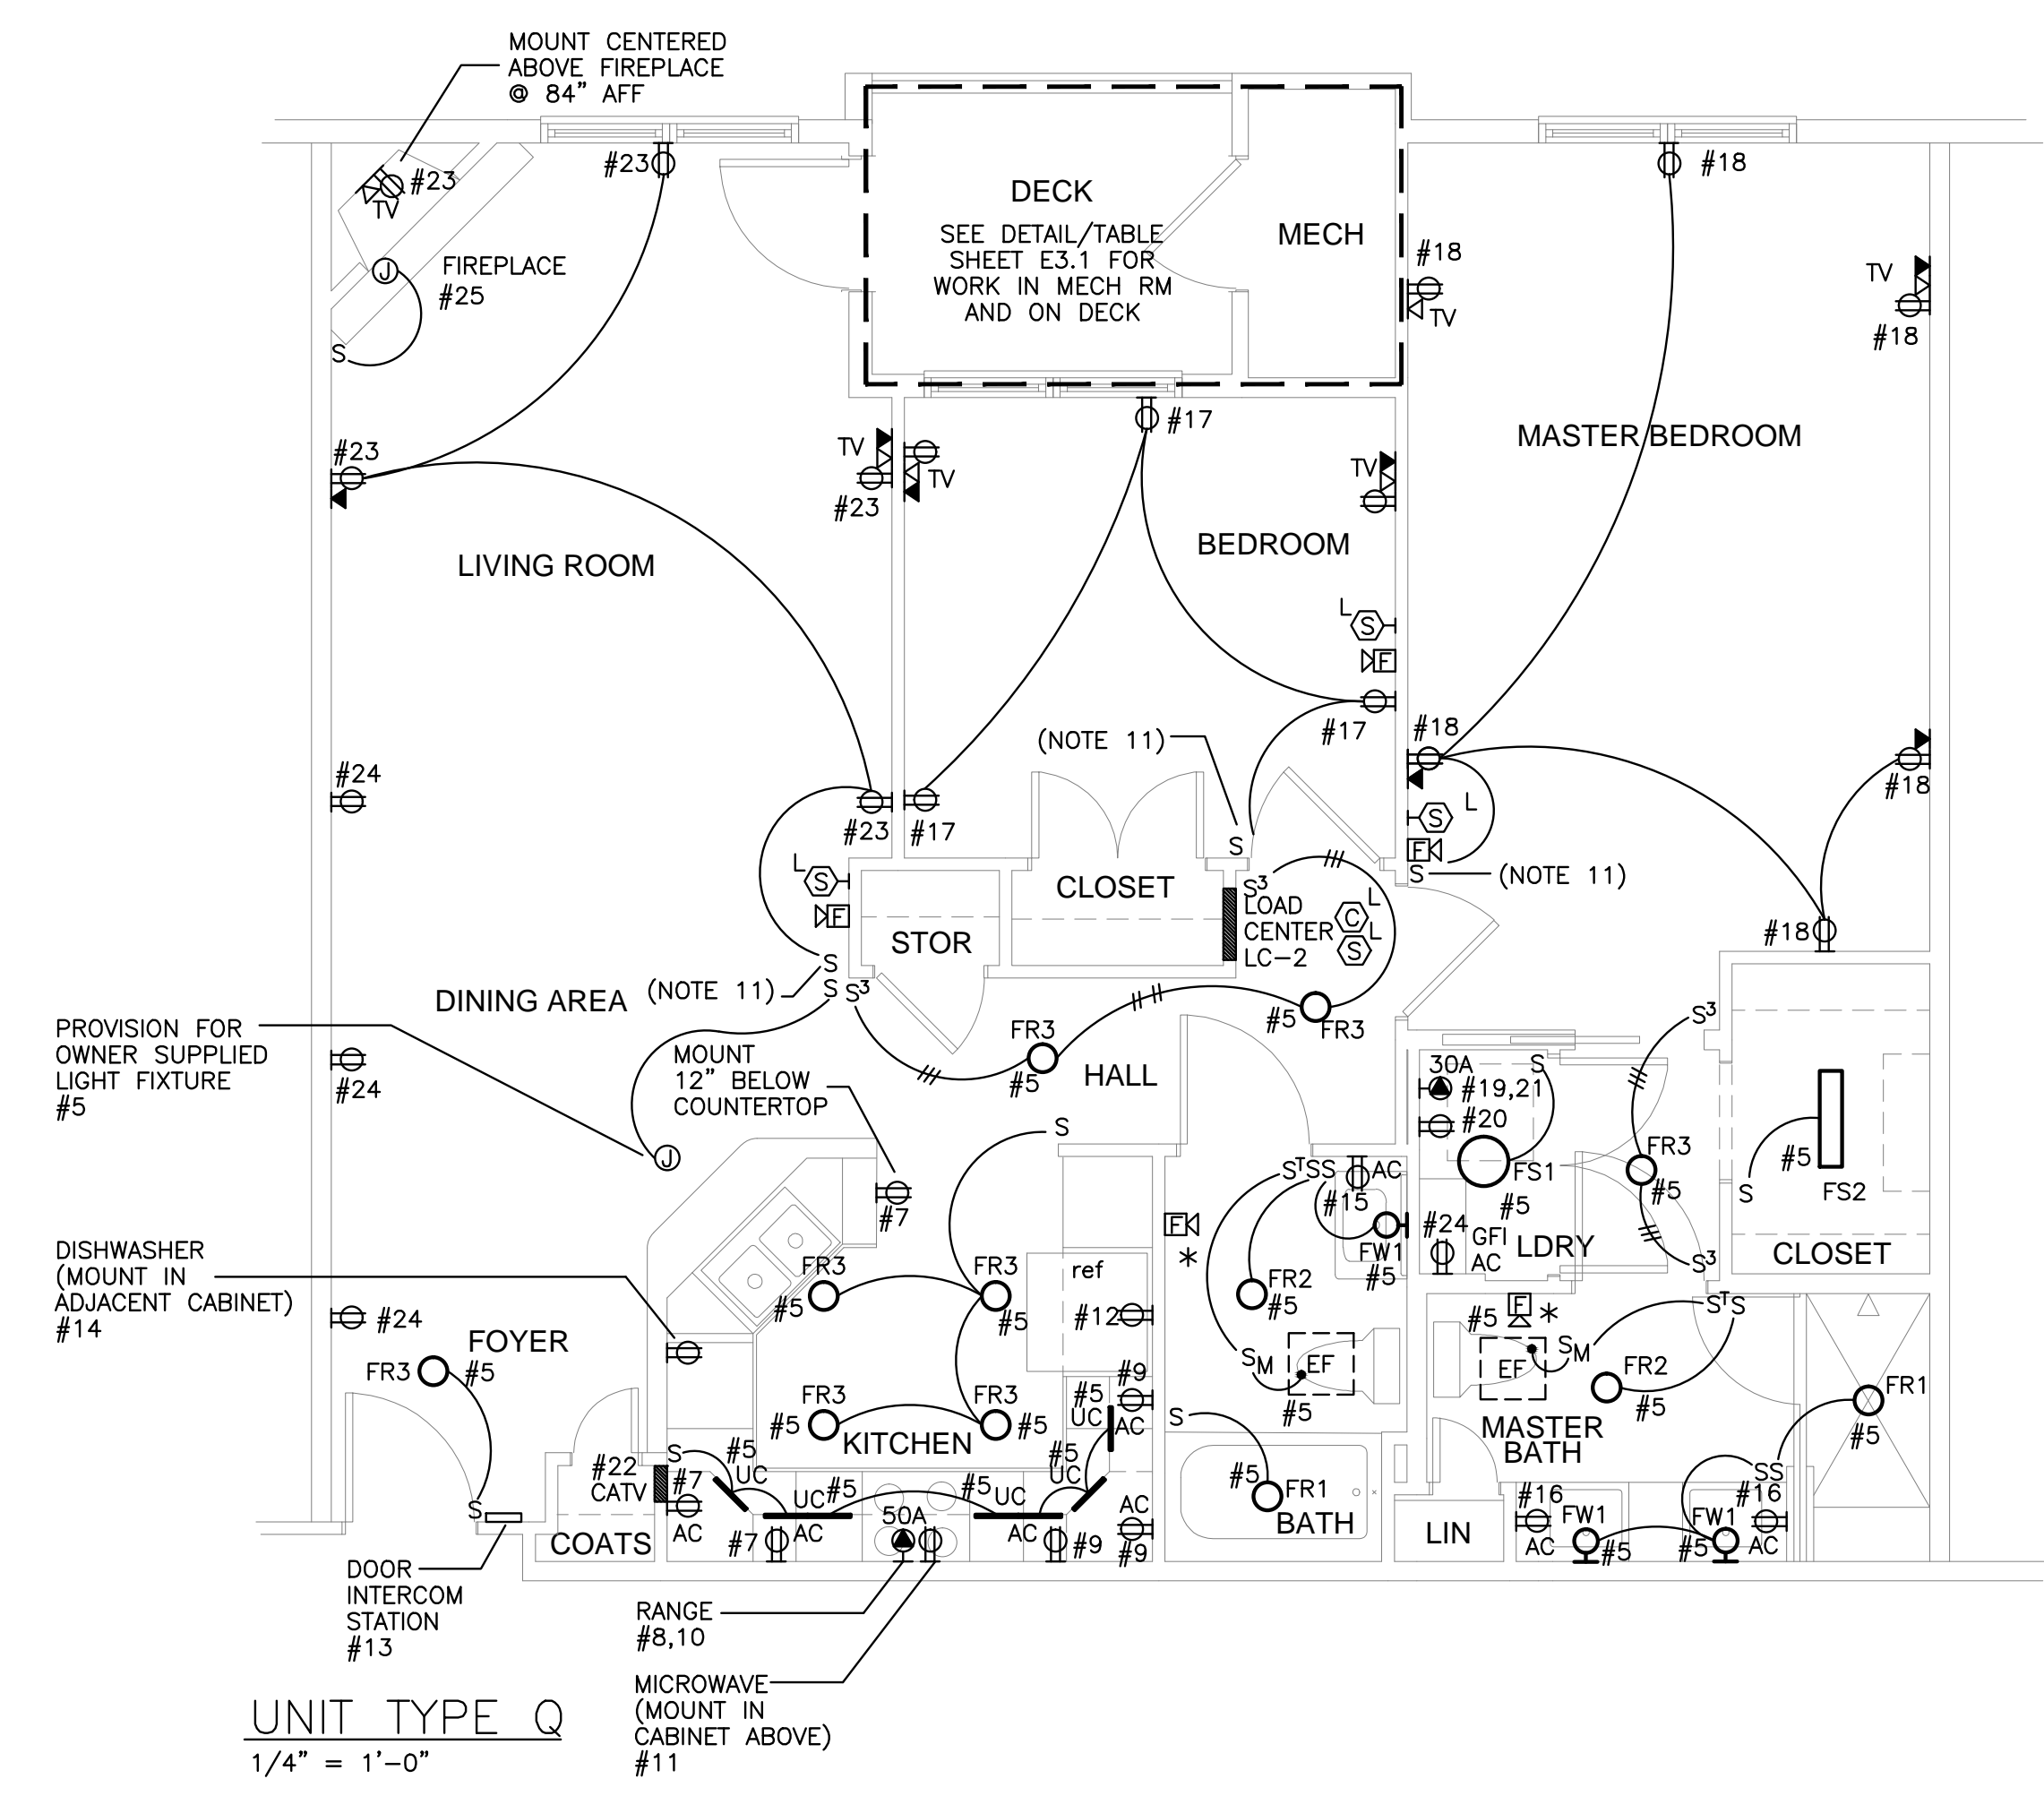 MOUNT CENTERED
ABOVE FIREPLACE
@ 84" AFF
#23
TV
#23
FIREPLACE
#25
J
S
DECK
SEE DETAIL/TABLE
SHEET E3.1 FOR
WORK IN MECH RM
AND ON DECK
MECH
#18
#18
TV
TV
#18
MASTER BEDROOM
#23
TV
#23
TV
#17
TV
BEDROOM
LIVING ROOM
L
S
F
#17
(NOTE 11)
#18
#18
L
S
F
S
(NOTE 11)
#24
#23
#17
S
L
S
F
STOR
CLOSET
S3
LOAD
CENTER
LC-2
L
C
L
S
#18
DINING AREA
(NOTE 11)
S
S
S3
PROVISION FOR
OWNER SUPPLIED
LIGHT FIXTURE
#5
#24
MOUNT
12" BELOW
COUNTERTOP
FR3
#5
HALL
#5
FR3
S3
30A
S
#19,21
#20
FR3
#5
#5
FS2
S
J
S
#7
STSS
AC
#15
FS1
#5
F
*
FW1
#5
#24
GFI
AC
LDRY
S3
CLOSET
DISHWASHER
(MOUNT IN
ADJACENT CABINET)
#14
#24
FOYER
FR3
#5
FR3
#5
FR3
#5
ref
#12
FR2
#5
SM
EF
#5
#5
F
*
EF
SM
STS
FR2
#5
FR1
#5
FR3
#5
FR3
#5
KITCHEN
#9
#5
UC
AC
S
MASTER
BATH
S
#22
CATV
#7
AC
#5
UC
UC
AC
#5
#5
UC
AC
#5
UC
50A
AC
#9
#5
FR1
BATH
SS
#16
#16
FW1
FW1
AC
#5
#5
AC
LIN
S
COATS
#7
#9
DOOR
INTERCOM
STATION
#13
RANGE
#8,10
MICROWAVE
(MOUNT IN
CABINET ABOVE)
#11
UNIT TYPE Q
1/4" = 1'-0"